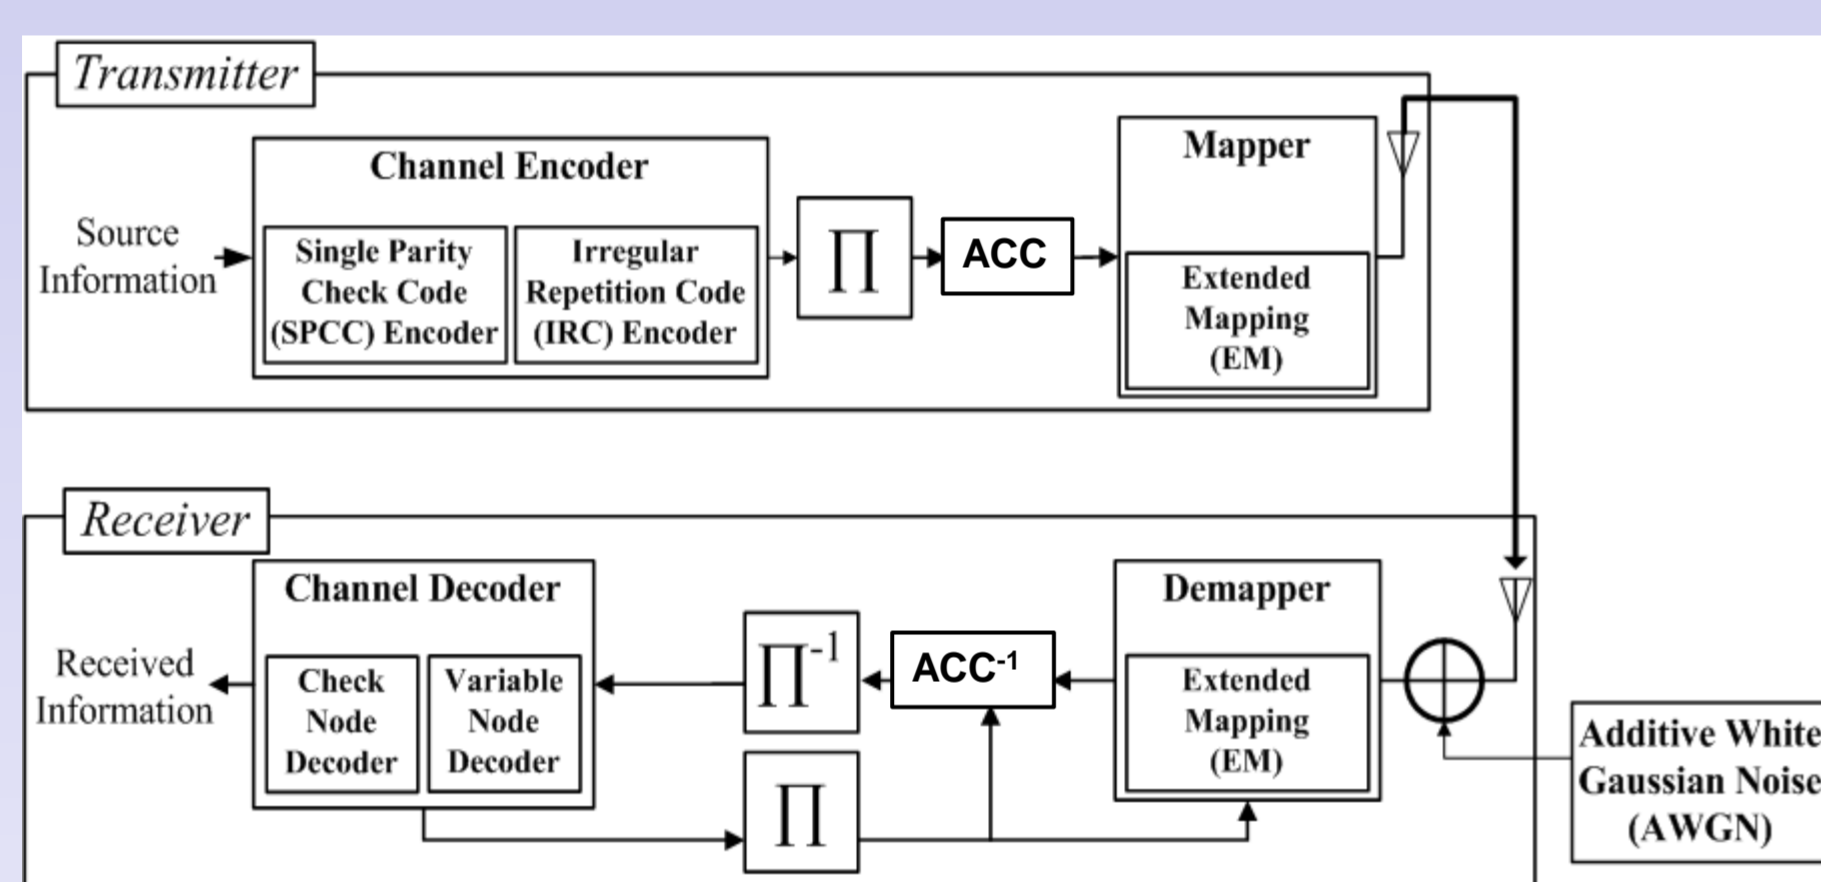 Transmitter
Channel Encoder
Source
Information
Single Parity
Check Code
(SPCC) Encoder
Irregular
Repetition Code
(IRC) Encoder
∏
ACC
Mapper
Extended
Mapping
(EM)
Receiver
Channel Decoder
Received
Information
Check
Node
Decoder
Variable
Node
Decoder
∏-1
ACC-1
∏
Demapper
Extended
Mapping
(EM)
Additive White
Gaussian Noise
(AWGN)